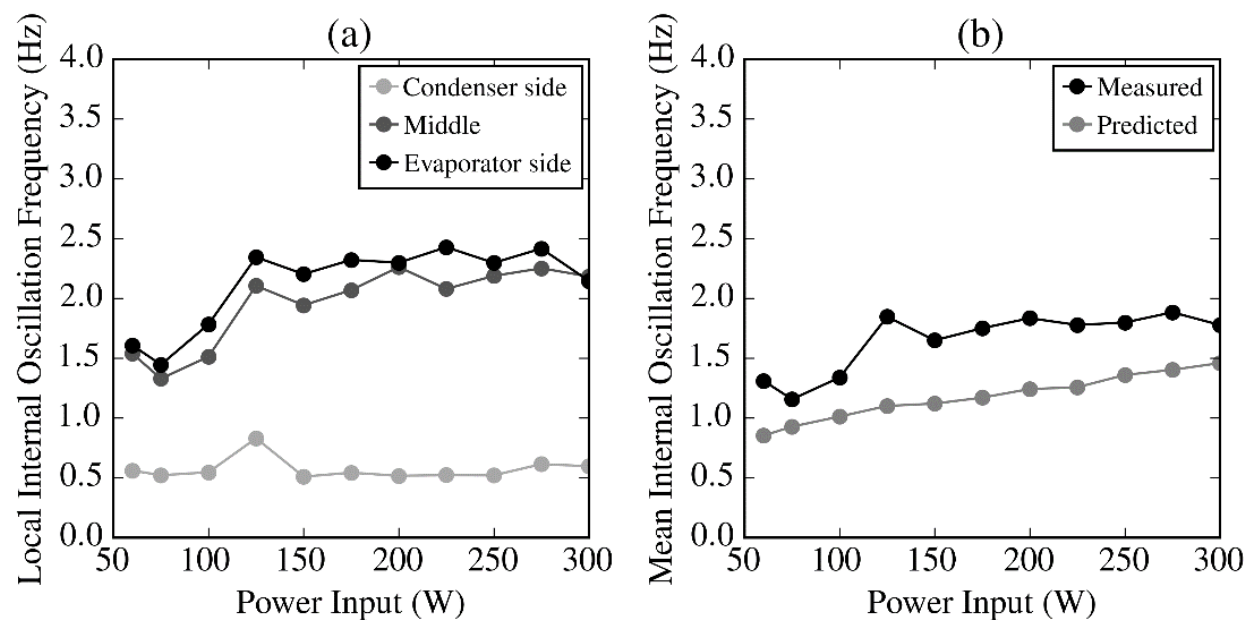 (a)
Local Internal Oscillation Frequency (Hz)
4.0
3.5
3.0
2.5
2.0
1.5
1.0
0.5
0.0
Condenser side
Middle
Evaporator side
50 100 150 200 250 300
Power Input (W)
(b)
Mean Internal Oscillation Frequency (Hz)
4.0
3.5
3.0
2.5
2.0
1.5
1.0
0.5
0.0
Measured
Predicted
50 100 150 200 250 300
Power Input (W)